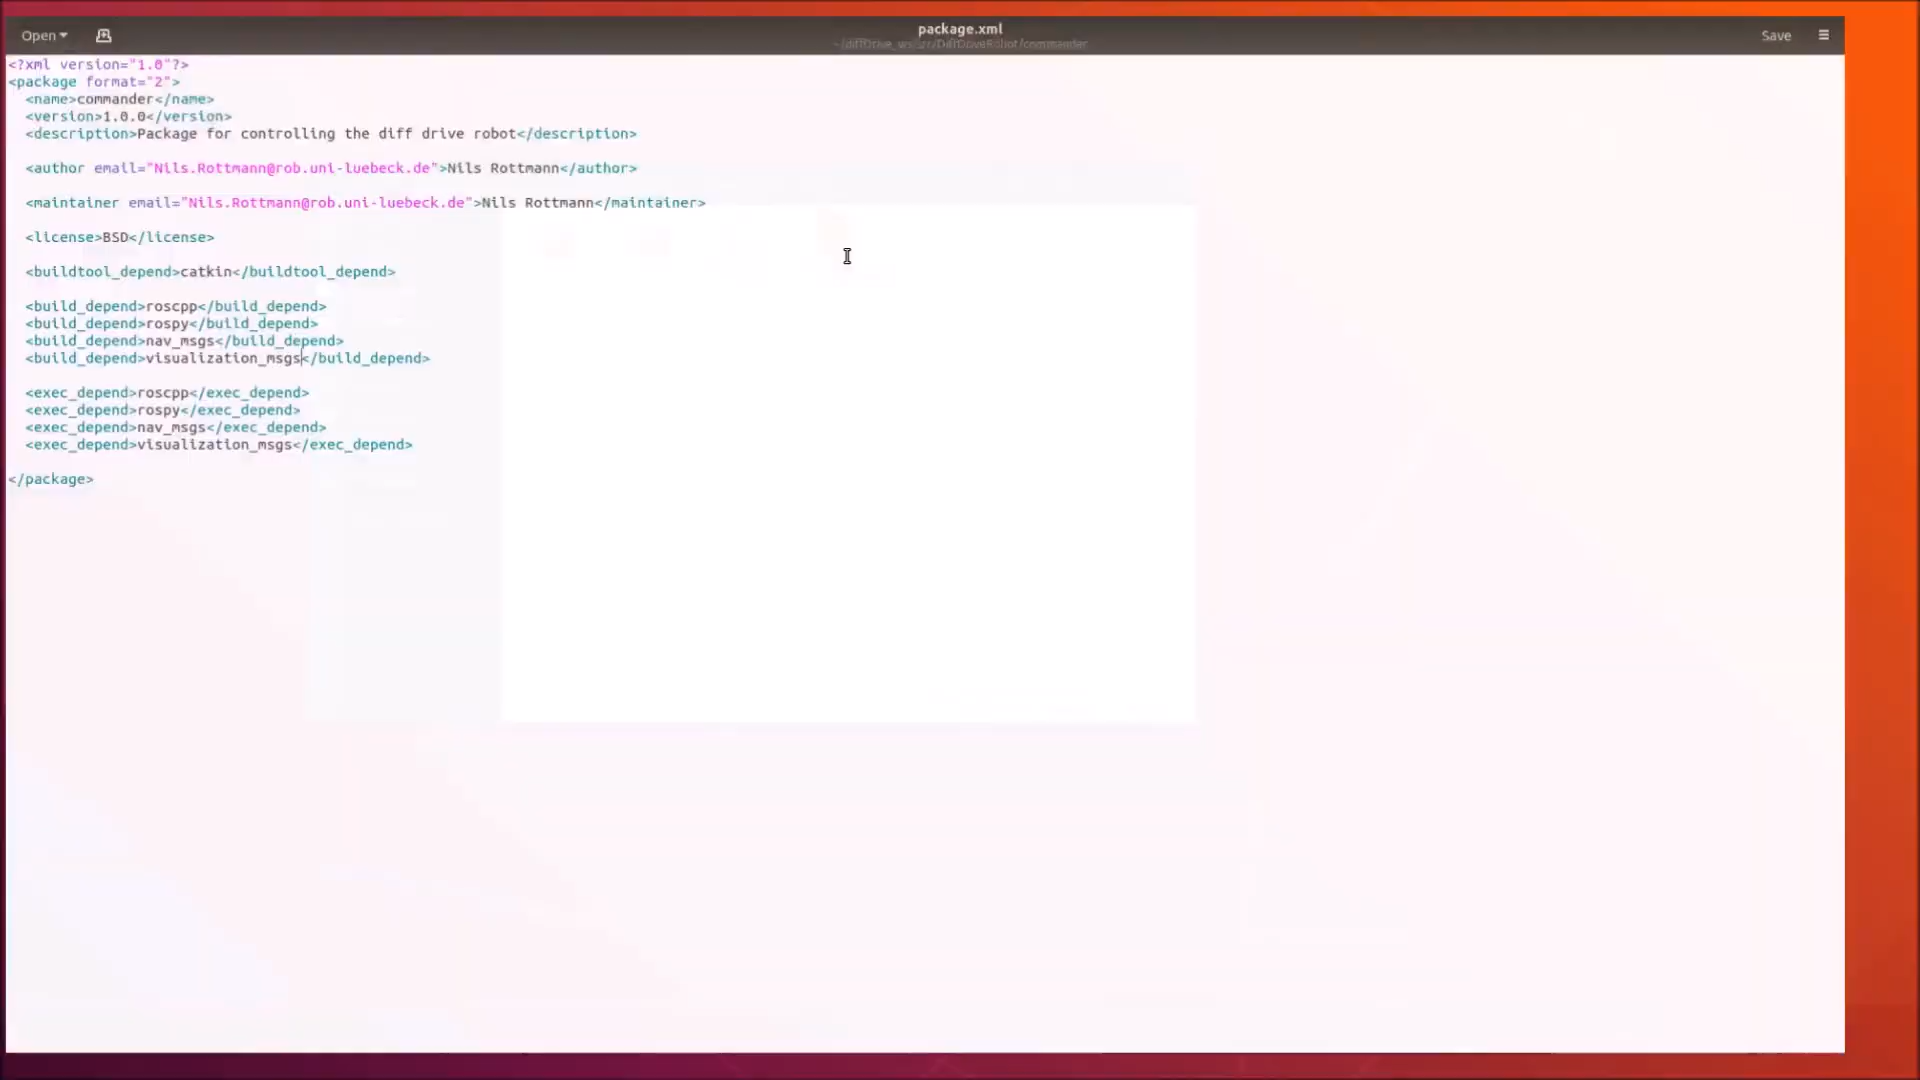 Open
package.xml
~/diffDrive_ws/src/DiffDiveRobot/commander
Save
<?xml version="1.0"?>
<package format="2">
  <name>commander</name>
  <version>1.0.0</version>
  <description>Package for controlling the diff drive robot</description>
  <author email="Nils.Rottmann@rob.uni-luebeck.de">Nils Rottmann</author>
  <maintainer email="Nils.Rottmann@rob.uni-luebeck.de">Nils Rottmann</maintainer>
  <license>BSD</license>
  <buildtool_depend>catkin</buildtool_depend>
  <build_depend>roscpp</build_depend>
  <build_depend>rospy</build_depend>
  <build_depend>nav_msgs</build_depend>
  <build_depend>visualization_msgs</build_depend>
  <exec_depend>roscpp</exec_depend>
  <exec_depend>rospy</exec_depend>
  <exec_depend>nav_msgs</exec_depend>
  <exec_depend>visualization_msgs</exec_depend>
</package>